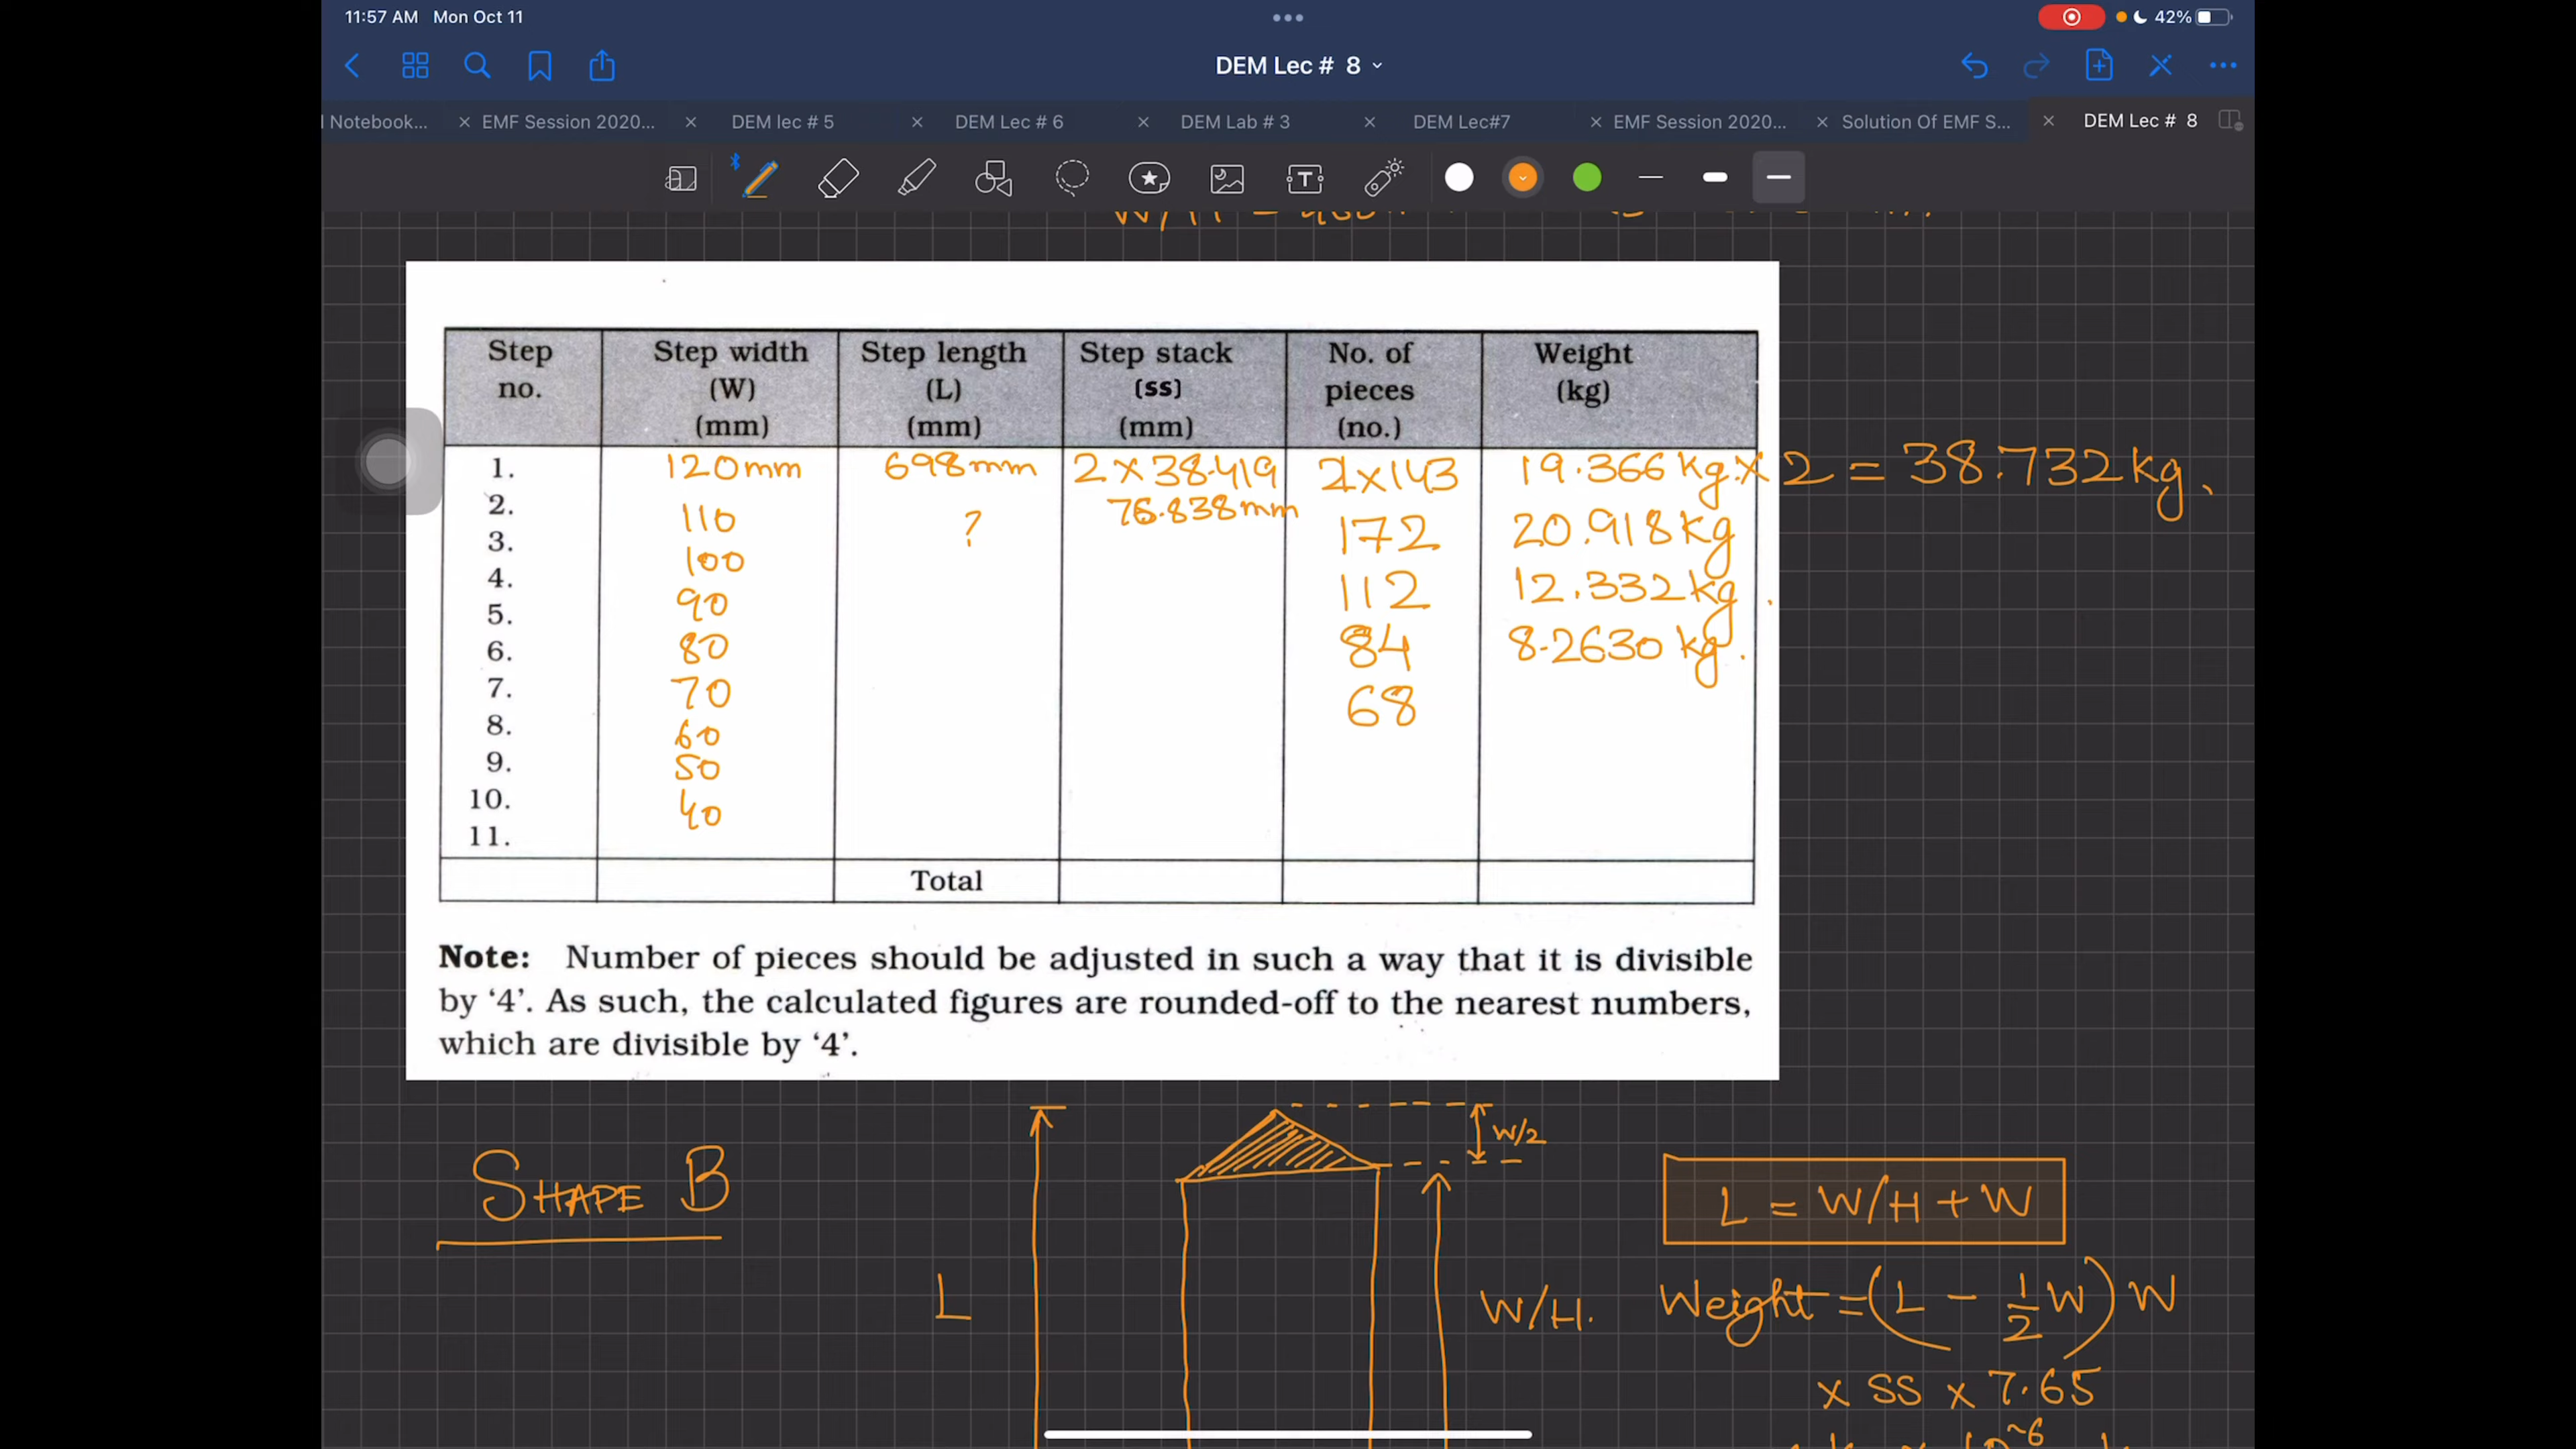 11:57 AM Mon Oct 11
42%
DEM Lec # 8
l Notebook... EMF Session 2020... DEM lec # 5 DEM Lec # 6 DEM Lab # 3 DEM Lec#7 EMF Session 2020... Solution Of EMF S... DEM Lec # 8
Step no. Step width (W) (mm) Step length (L) (mm) Step stack (ss) (mm) No. of pieces (no.) Weight (kg)
1. 120mm 698mm 2 × 38.419 2×143 19.366 kg. × 2 = 38.732 kg.
76.838mm
2. 110 ? 172 20.918 kg
3. 100 112 12.332 kg.
4. 90 84 8.2630 kg.
5. 80 68
6. 70
7. 60
8. 50
9. 40
10.
11.
Total
Note: Number of pieces should be adjusted in such a way that it is divisible
by ‘4’. As such, the calculated figures are rounded-off to the nearest numbers,
which are divisible by ‘4’.
SHAPE B
W/2
L = W/H + W
L
W/H.
Weight = (L - 1/2 W) W
× SS × 7.65